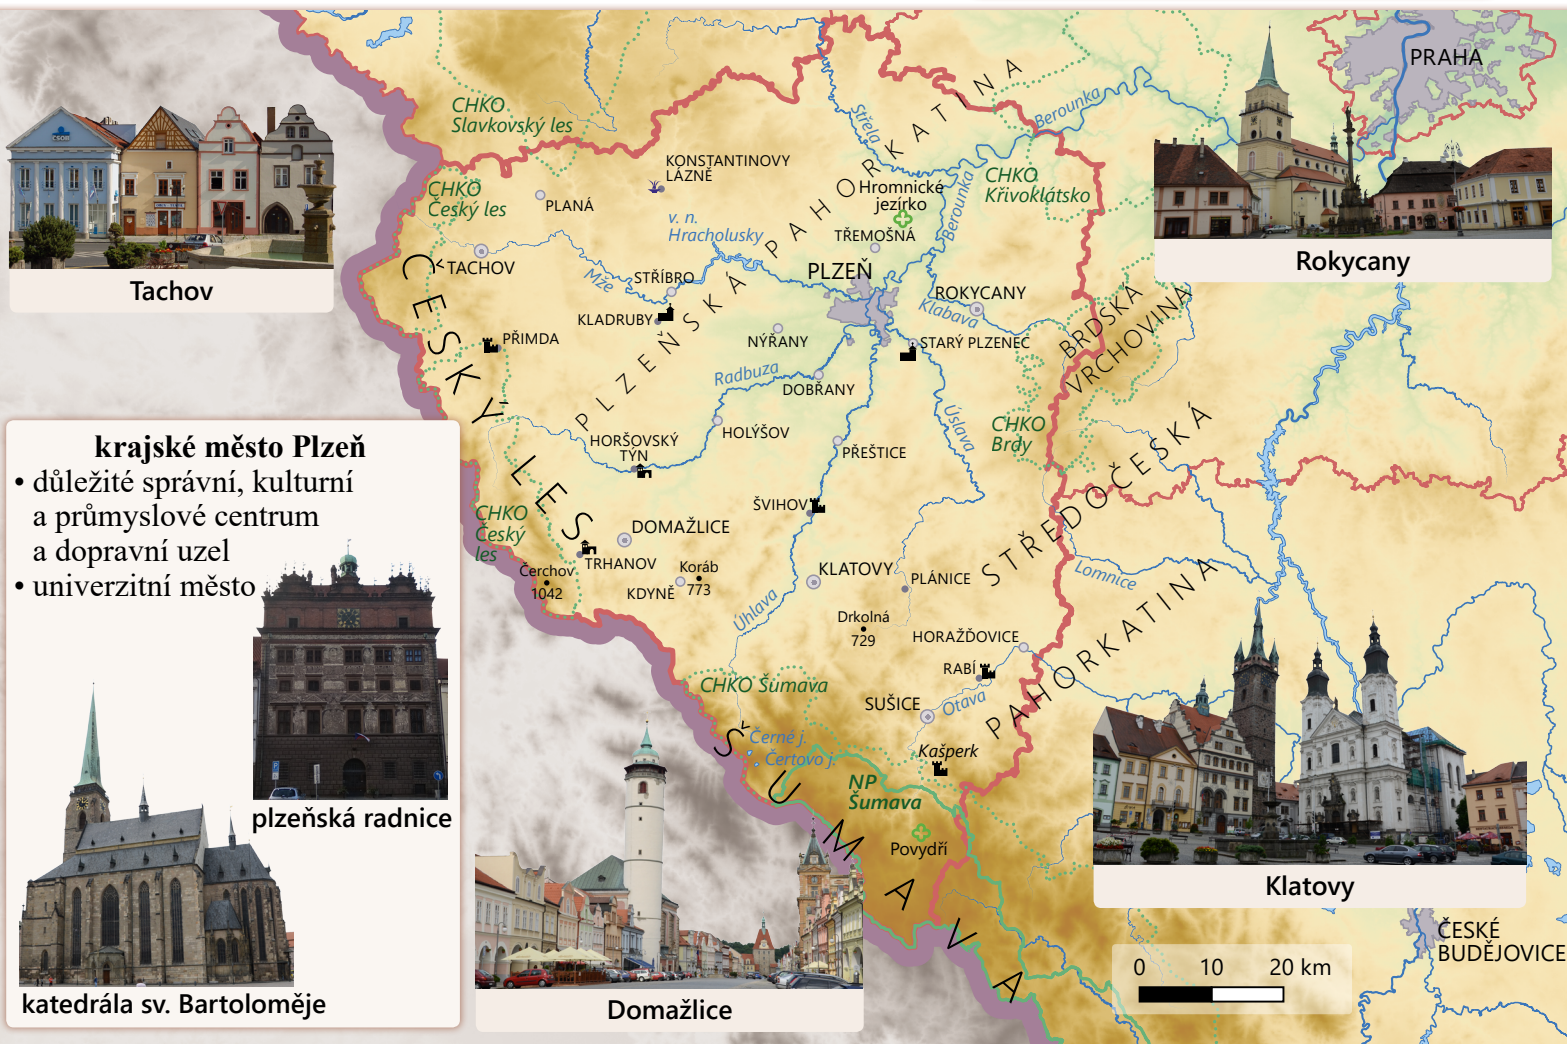 PRAHA
CHKO
Slavkovský les
Střela
Berounka
ČSOB
KONSTANTINOVY
LÁZNĚ
CHKO
Český les
PLANÁ
Hromnické
jezírko
CHKO
Křivoklátsko
Berounka
v. n.
Hracholusky
TŘEMOŠNÁ
Rokycany
TACHOV
Mže
STŘÍBRO
PLZEŇ
ROKYCANY
Klabava
Tachov
KLADRUBY
PŘIMDA
NÝŘANY
STARÝ PLZENEC
BRDSKÁ
VRCHOVINA
PLZEŇSKÁ PAHORKATINA
ČESKÝ LES
Radbuza
DOBŘANY
Úslava
CHKO
Brdy
krajské město Plzeň
• důležité správní, kulturní
a průmyslové centrum
a dopravní uzel
• univerzitní město
HORŠOVSKÝ
TÝN
HOLÝŠOV
PŘEŠTICE
STŘEDOČESKÁ
PAHORKATINA
CHKO
Český
les
ŠVIHOV
DOMAŽLICE
TRHANOV
Čerchov
1042
KDYNĚ
Koráb
773
KLATOVY
PLÁNICE
Lomnice
Úhlava
Drkolná
729
HORAŽĎOVICE
RABÍ
CHKO Šumava
SUŠICE
Otava
Černé j.
Čertovo j.
Kašperk
ŠUMAVA
NP
Šumava
Povydří
plzeňská radnice
katedrála sv. Bartoloměje
Domažlice
Klatovy
ČESKÉ
BUDĚJOVICE
0 10 20 km